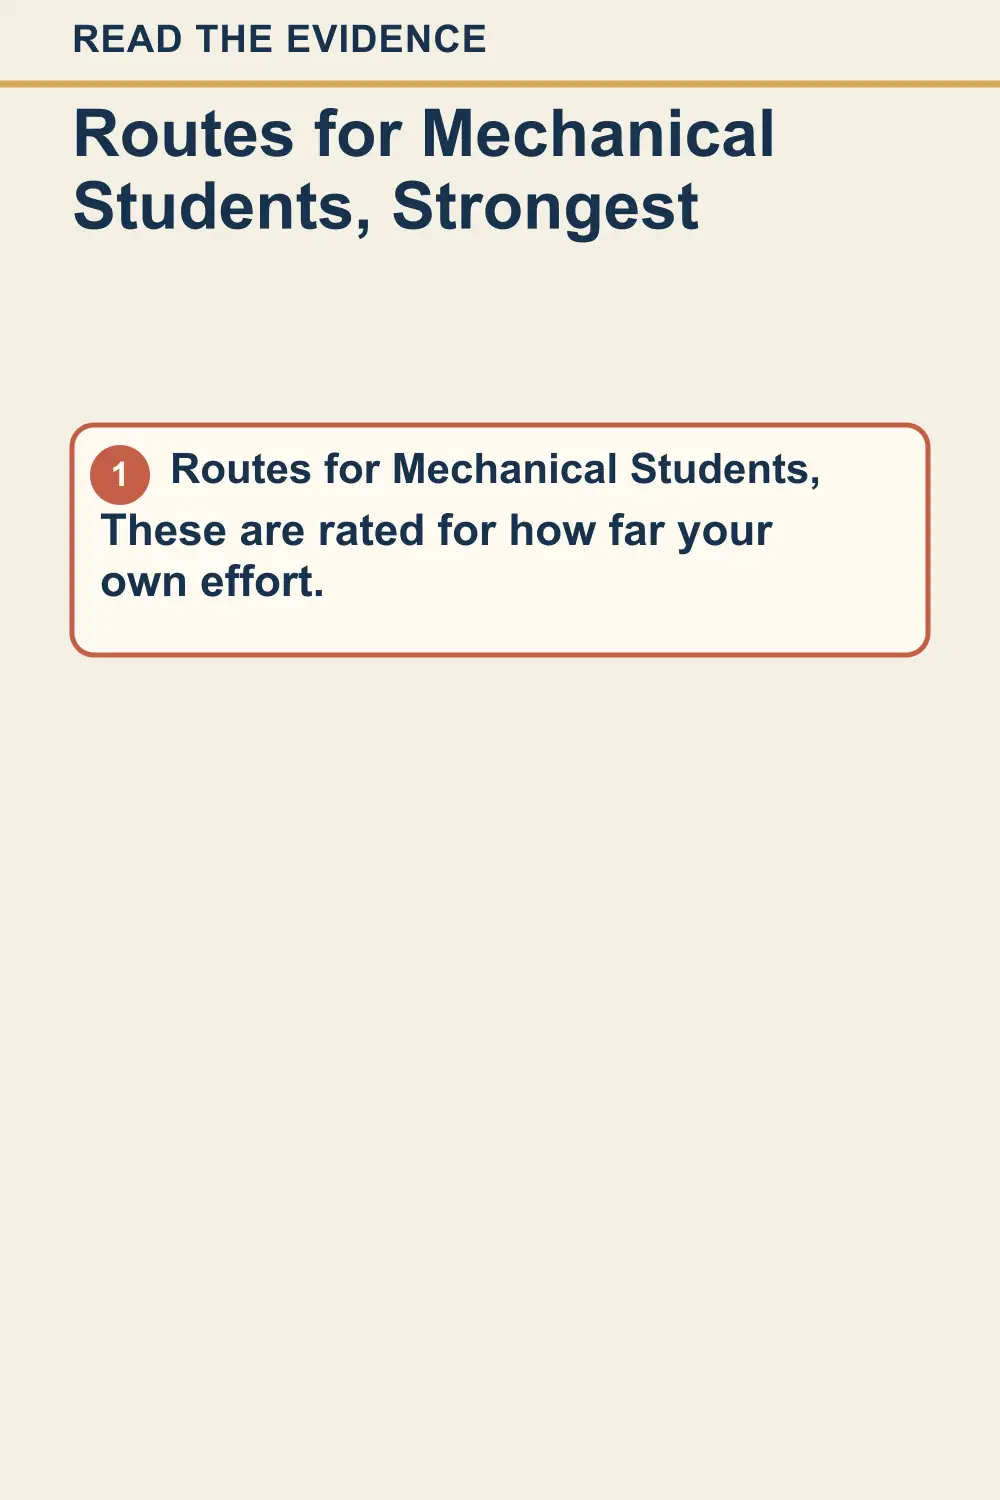 READ THE EVIDENCE
Routes for Mechanical
Students, Strongest
1 Routes for Mechanical Students,
These are rated for how far your
own effort.